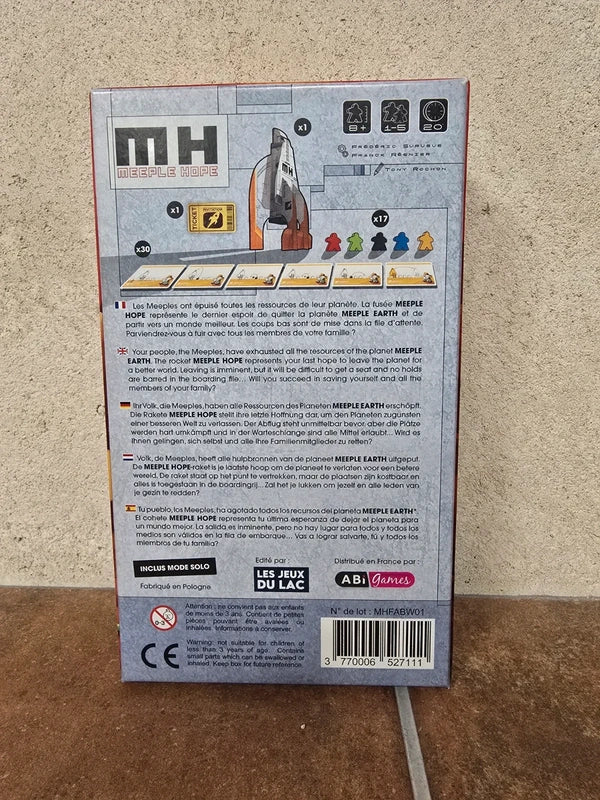 MH
MEEPLE HOPE
x1
8+
1-5
20
Frédéric Survube
Franck Régnier
Tony Rochon
MH
x1
TICKET
x17
x30
Les Meeples ont épuisé toutes les ressources de leur planète. La fusée MEEPLE
HOPE représente le dernier espoir de quitter la planète MEEPLE EARTH et de
partir vers un monde meilleur. Les coups bas sont de mise dans la file d'attente.
Parviendrez-vous à fuir avec tous les membres de votre famille ?
Your people, the Meeples, have exhausted all the resources of the planet MEEPLE
EARTH. The rocket MEEPLE HOPE represents your last hope to leave the planet for
a better world. Leaving is imminent, but it will be difficult to get a seat and no holds
are barred in the boarding file... Will you succeed in saving yourself and all the
members of your family?
Ihr Volk, die Meeples, haben alle Ressourcen des Planeten MEEPLE EARTH erschöpft.
Die Rakete MEEPLE HOPE stellt ihre letzte Hoffnung dar, um den Planeten zugunsten
einer besseren Welt zu verlassen. Der Abflug steht unmittelbar bevor, aber die Plätze
werden hart umkämpft und in der Warteschlange sind alle Mittel erlaubt... Wird es
Ihnen gelingen, sich selbst und alle Ihre Familienmitglieder zu retten?
Volk, de Meeples, heeft alle hulpbronnen van de planeet MEEPLE EARTH uitgeput.
De MEEPLE HOPE-raket is je laatste hoop om de planeet te verlaten voor een betere
wereld. De raket staat op het punt te vertrekken, maar de plaatsen zijn kostbaar en
alles is toegestaan in de boardingrij... Zal het je lukken om jezelf en alle leden van
je gezin te redden?
Tu pueblo, los Meeples, ha agotado todos los recursos del planeta MEEPLE EARTH".
El cohete MEEPLE HOPE representa tu última esperanza de dejar el planeta para
un mundo mejor. La salida es inminente, pero no hay lugar para todos y todos los
medios son válidos en la fila de embarque... Vas a lograr salvarte, tú y todos los
miembros de tu familia?
INCLUS MODE SOLO
Fabriqué en Pologne
Edité par :
LES JEUX
DU LAC
Distribué en France par :
ABi Games
0-3
Attention : ne convient pas aux enfants
de moins de 3 ans. Contient de petites
pièces pouvant être avalées ou
inhalées. Informations à conserver.
CE
Warning: not suitable for children of
less than 3 years of age. Contains
small parts which can be swallowed or
inhaled. Keep box for future reference.
N° de lot : MHFABW01
3 770006 527111